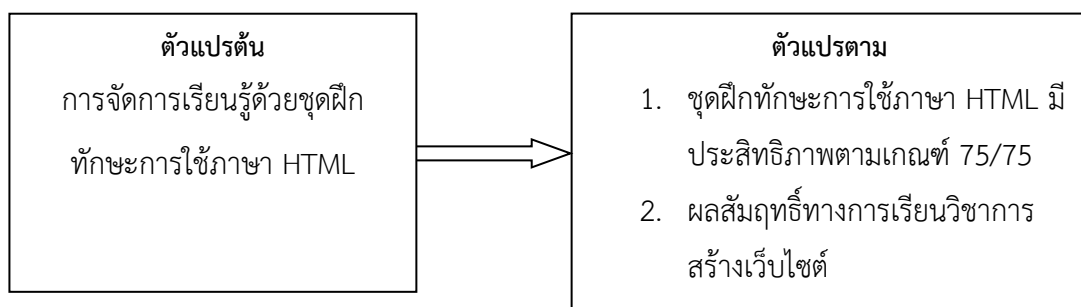 ตัวแปรต้น
การจัดการเรียนรู้ด้วยชุดฝึก
ทักษะการใช้ภาษา HTML
ตัวแปรตาม
1. ชุดฝึกทักษะการใช้ภาษา HTML มี
ประสิทธิภาพตามเกณฑ์ 75/75
2. ผลสัมฤทธิ์ทางการเรียนวิชาการ
สร้างเว็บไซต์